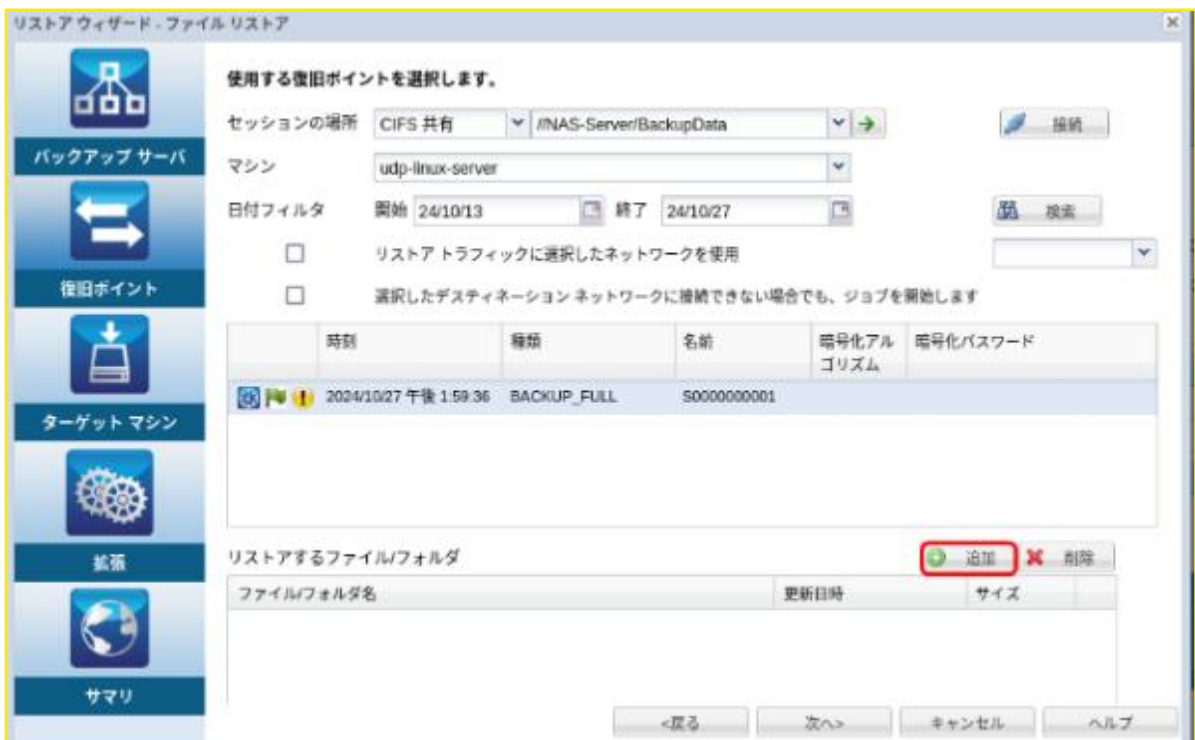 リストア ウィザード - ファイル リストア
使用する復旧ポイントを選択します。
セッションの場所 CIFS 共有 //NAS-Server/BackupData 接続
バックアップ サーバ
マシン udp-linux-server
日付フィルタ 開始 24/10/13 終了 24/10/27 検索
リストア トラフィックに選択したネットワークを使用
復旧ポイント
選択したデスティネーション ネットワークに接続できない場合でも、ジョブを開始します
時刻 種類 名前 暗号化アル 暗号化パスワード
ゴリズム
2024/10/27 午後 1:59:36 BACKUP_FULL S0000000001
ターゲット マシン
拡張
リストアするファイル/フォルダ 追加 削除
ファイル/フォルダ名 更新日時 サイズ
サマリ
<戻る 次へ> キャンセル ヘルプ